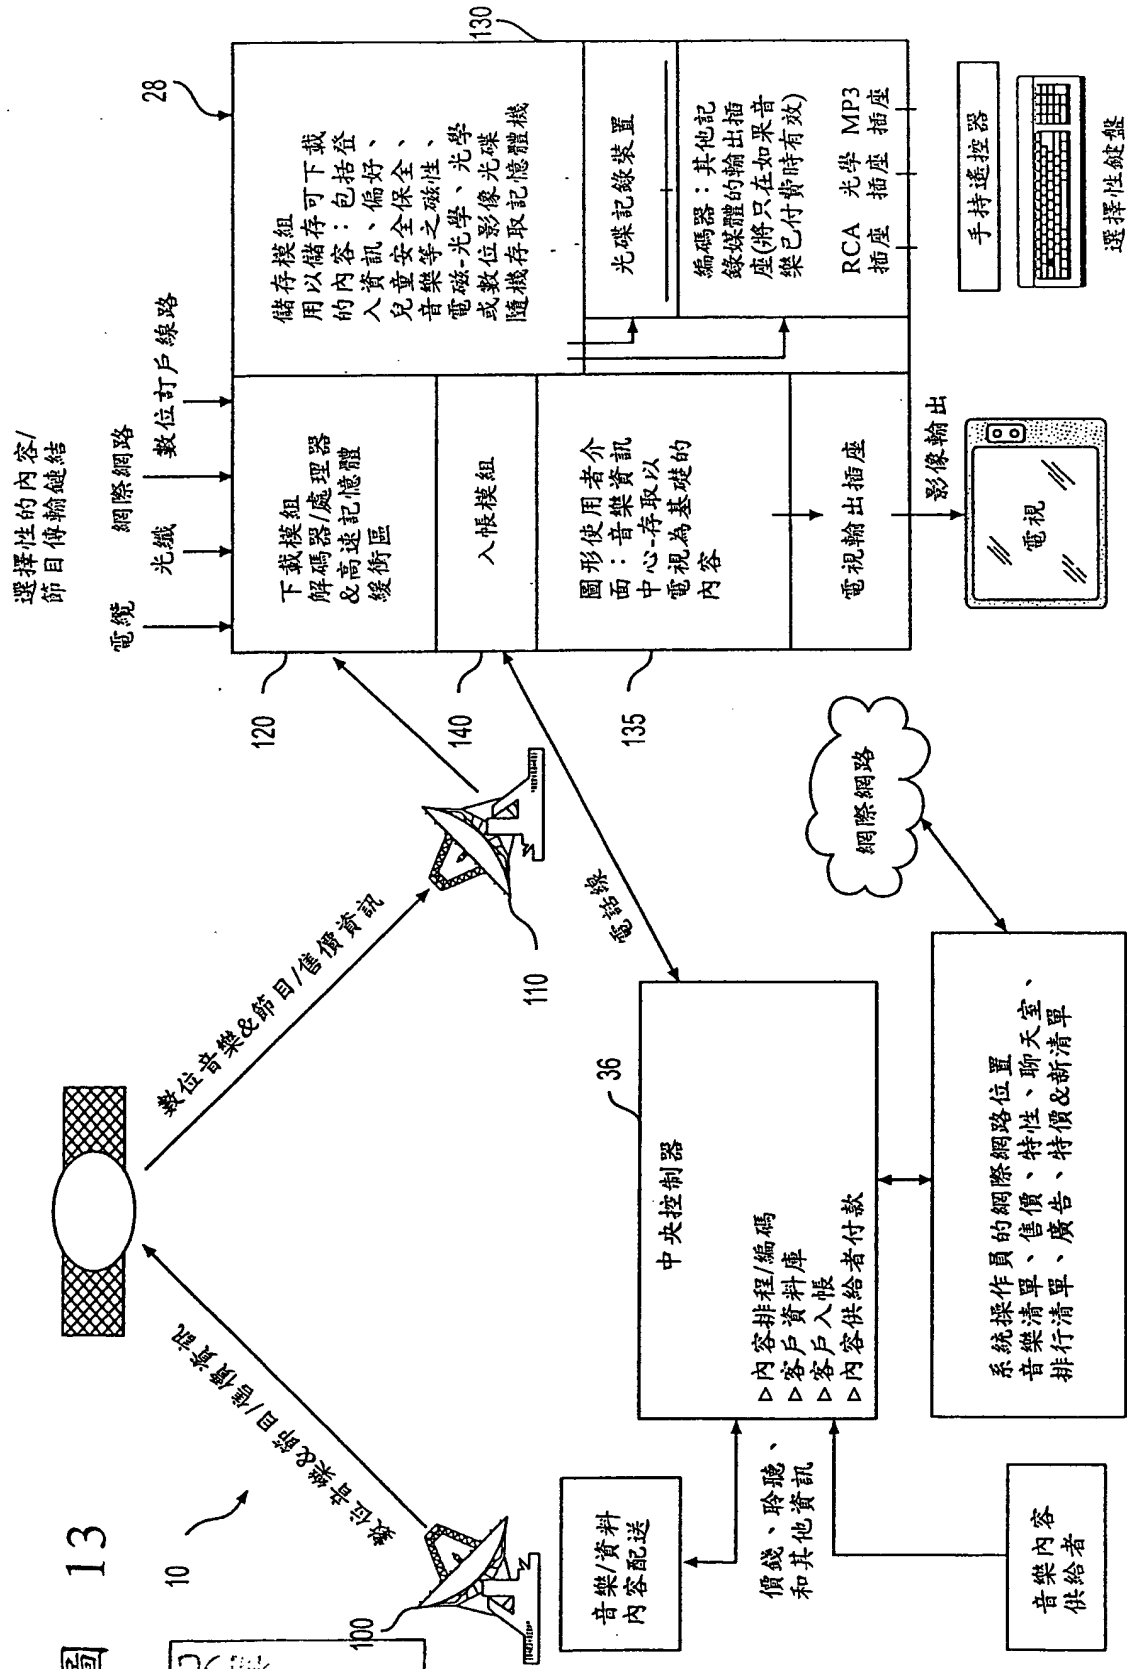 圖 13
10
100
數位音樂&節目/售價資訊
數位音樂&節目/售價資訊
110
選擇性的內容/
節目傳輸鏈結
電纜
光纖
網際網路
數位訂戶線路
28
120
下載模組
解碼器/處理器
&高速記憶體
緩衝區
140
入帳模組
135
圖形使用者介
面：音樂資訊
中心-存取以
電視為基礎的
內容
電視輸出插座
影像輸出
電視
130
儲存模組
用以儲存可下載
的內容：包括登
入資訊、偏好、
兒童安全保全、
音樂等之磁性、
電磁-光學、光學
或數位影像光碟
隨機存取記憶體機
光碟記錄裝置
編碼器：其他記
錄媒體的輸出插
座(將只在如果音
樂已付費時有效)
RCA 光學 MP3
插座 插座 插座
手持遙控器
選擇性鍵盤
電話線
36
中央控制器
▷內容排程/編碼
▷客戶資料庫
▷客戶入帳
▷內容供給者付款
音樂/資料
內容配送
價錢、聆聽、
和其他資訊
音樂內容
供給者
網際網路
系統操作員的網際網路位置
音樂清單、售價、特性、聊天室、
排行清單、廣告、特價&新清單